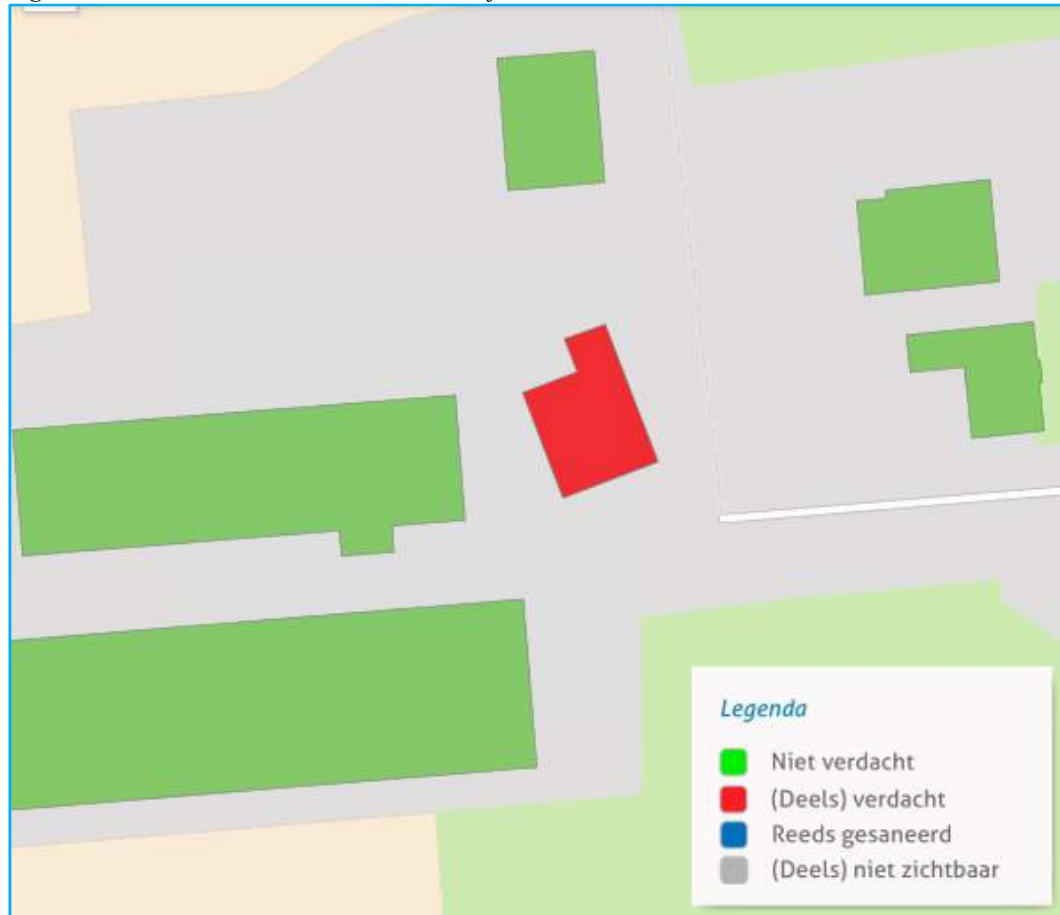 Legenda
Niet verdacht
(Deels) verdacht
Reeds gesaneerd
(Deels) niet zichtbaar